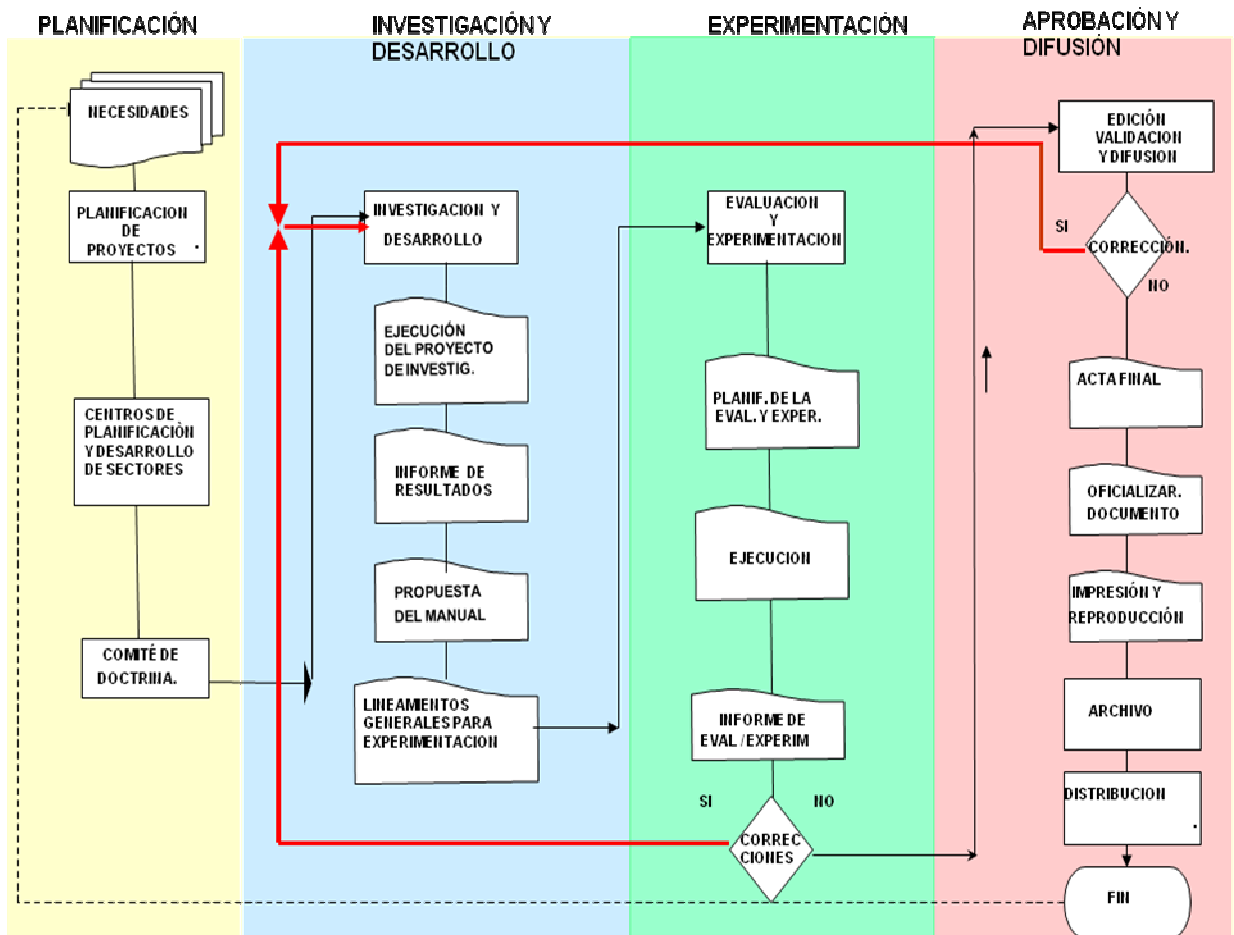 PLANIFICACIÓN
NECESIDADES
PLANIFICACION
DE
PROYECTOS .
CENTROS DE
PLANIFICACIÒN
Y DESARROLLO
DE SECTORES
COMITÉ DE
DOCTRINA.
INVESTIGACIÓN Y
DESARROLLO
INVESTIGACION Y
DESARROLLO
EJECUCIÓN
DEL PROYECTO
DE INVESTIG.
INFORME DE
RESULTADOS
PROPUESTA
DEL MANUAL
LINEAMIENTOS
GENERALES PARA
EXPERIMENTACION
EXPERIMENTACIÓN
EVALUACION
Y
EXPERIMENTACION
PLANIF. DE LA
EVAL. Y EXPER.
EJECUCION
INFORME DE
EVAL / EXPERIM
SI
NO
CORREC
CIONES
APROBACIÓN Y
DIFUSIÓN
EDICIÓN
VALIDACION
Y DIFUSION
SI
CORRECCIÓN.
NO
ACTA FINAL
OFICIALIZAR.
DOCUMENTO
IMPRESIÓN Y
REPRODUCCIÓN
ARCHIVO
DISTRIBUCION
.
FIN